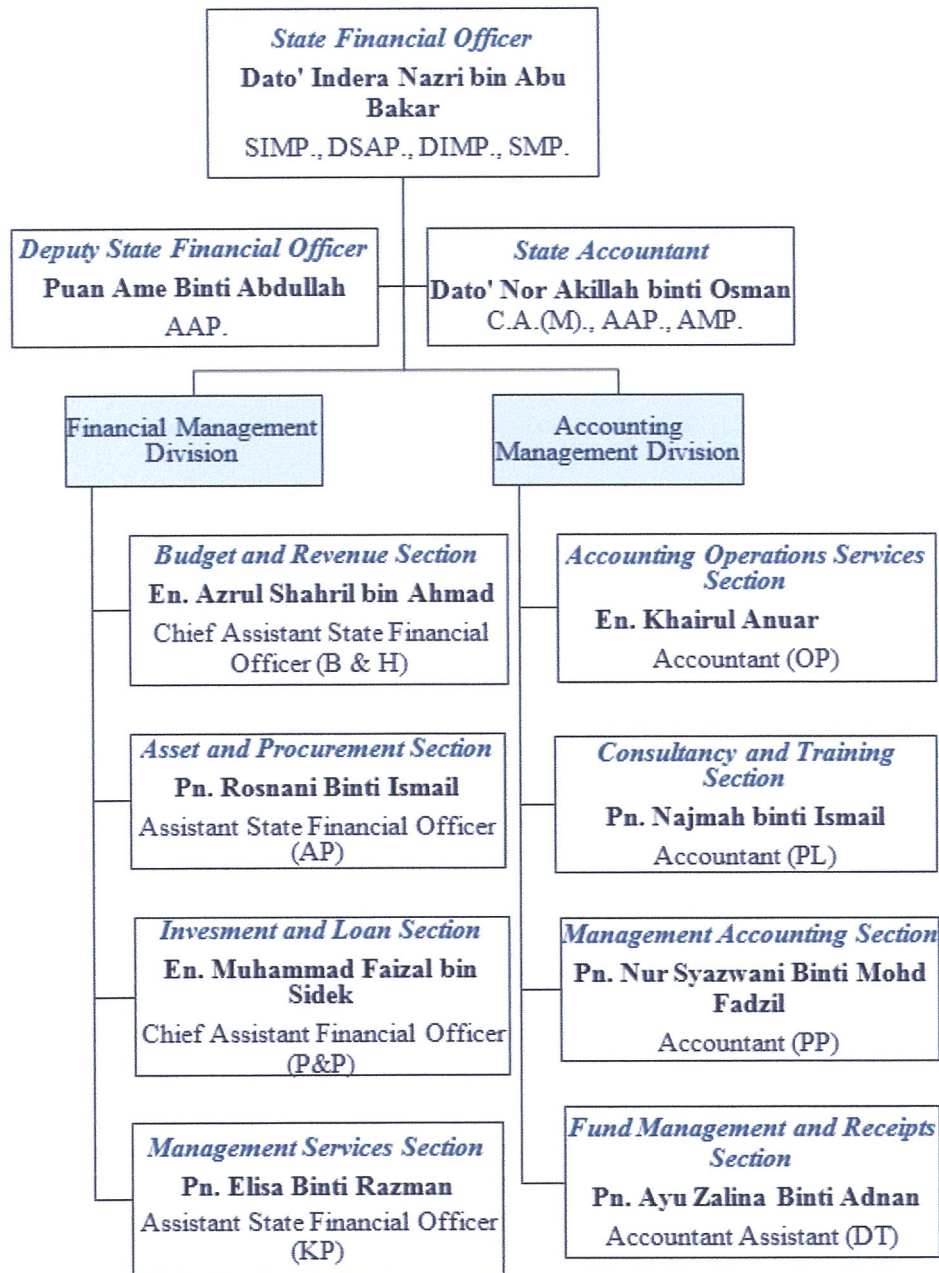 State Financial Officer
Dato' Indera Nazri bin Abu
Bakar
SIMP., DSAP., DIMP., SMP.
Deputy State Financial Officer
Puan Ame Binti Abdullah
AAP.
State Accountant
Dato' Nor Akillah binti Osman
C.A.(M)., AAP., AMP.
Financial Management
Division
Budget and Revenue Section
En. Azrul Shahril bin Ahmad
Chief Assistant State Financial
Officer (B & H)
Asset and Procurement Section
Pn. Rosnani Binti Ismail
Assistant State Financial Officer
(AP)
Invesment and Loan Section
En. Muhammad Faizal bin
Sidek
Chief Assistant Financial Officer
(P&P)
Management Services Section
Pn. Elisa Binti Razman
Assistant State Financial Officer
(KP)
Accounting
Management Division
Accounting Operations Services
Section
En. Khairul Anuar
Accountant (OP)
Consultancy and Training
Section
Pn. Najmah binti Ismail
Accountant (PL)
Management Accounting Section
Pn. Nur Syazwani Binti Mohd
Fadzil
Accountant (PP)
Fund Management and Receipts
Section
Pn. Ayu Zalina Binti Adnan
Accountant Assistant (DT)